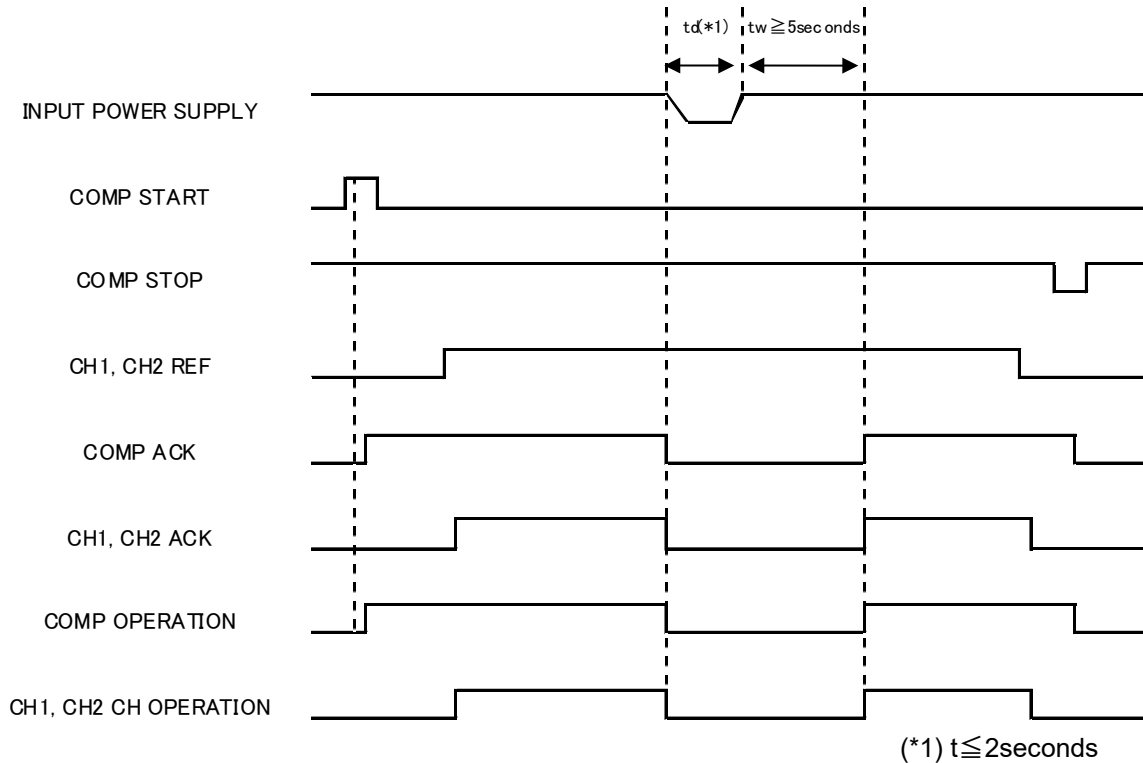 td(*1) tw≧5seconds
INPUT POWER SUPPLY
COMP START
COMP STOP
CH1, CH2 REF
COMP ACK
CH1, CH2 ACK
COMP OPERATION
CH1, CH2 CH OPERATION
(*1) t≦2seconds